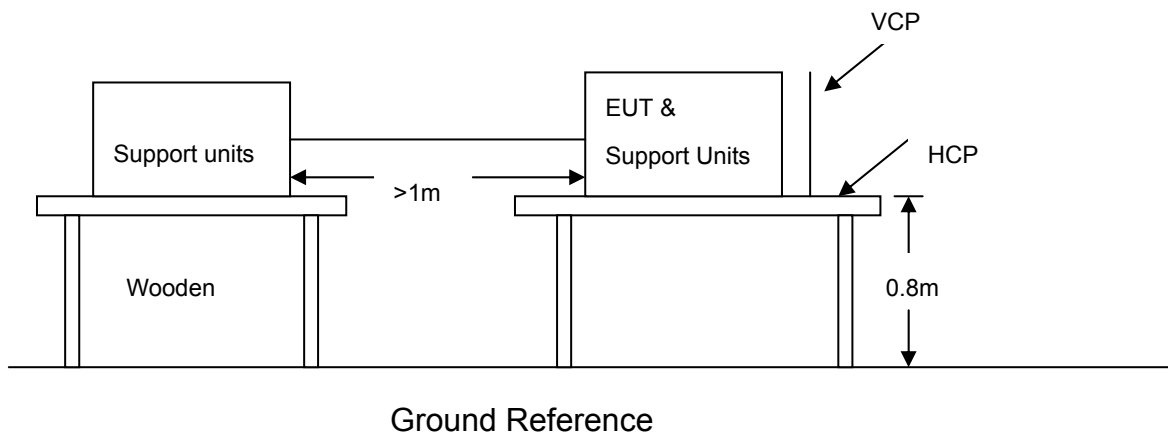 VCP
EUT &
Support Units
Support units
HCP
>1m
Wooden
0.8m
Ground Reference